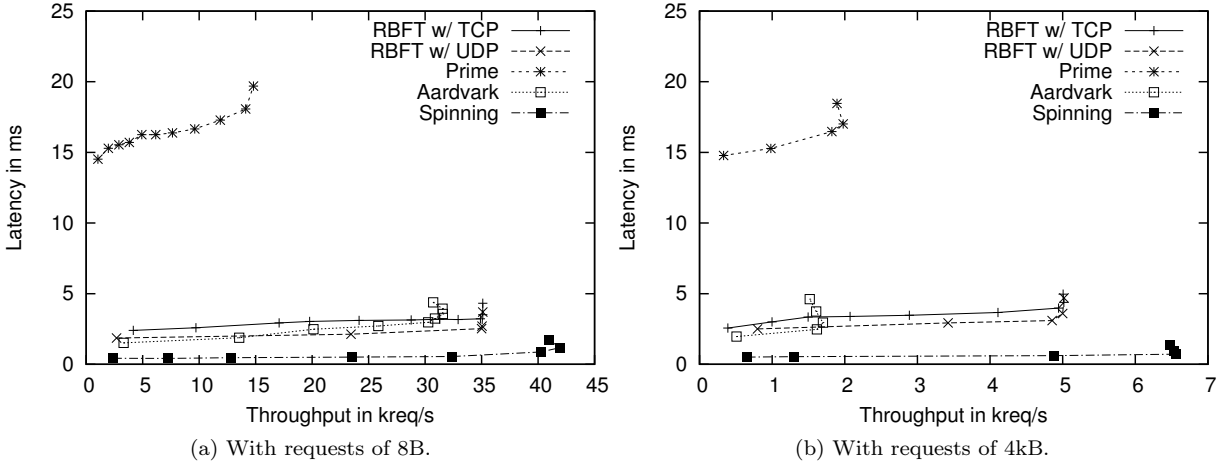 25
20
15
10
5
0
Latency in ms
0 5 10 15 20 25 30 35 40 45
Throughput in kreq/s
RBFT w/ TCP
RBFT w/ UDP
Prime
Aardvark
Spinning
(a) With requests of 8B.
25
20
15
10
5
0
Latency in ms
0 1 2 3 4 5 6 7
Throughput in kreq/s
RBFT w/ TCP
RBFT w/ UDP
Prime
Aardvark
Spinning
(b) With requests of 4kB.